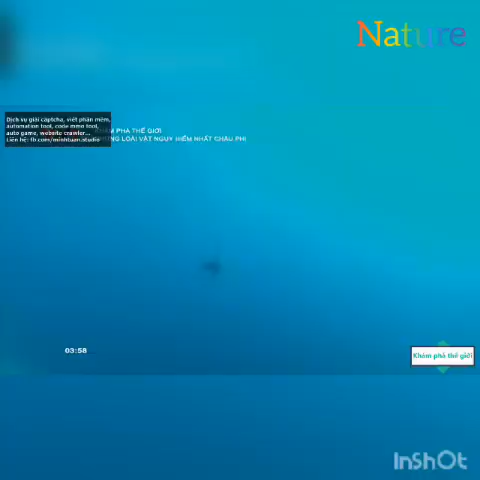 Nature
Dịch vụ giải captcha, viết phần mềm,
automation tool, code mmo tool,
auto game, website crawler...
Liên hệ: fb.com/minhtuan.studio
PHÁ THẾ GIỚI
LOÀI VẬT NGUY HIỂM NHẤT CHÂU PHI
03:58
Khám phá thế giới
InShOt